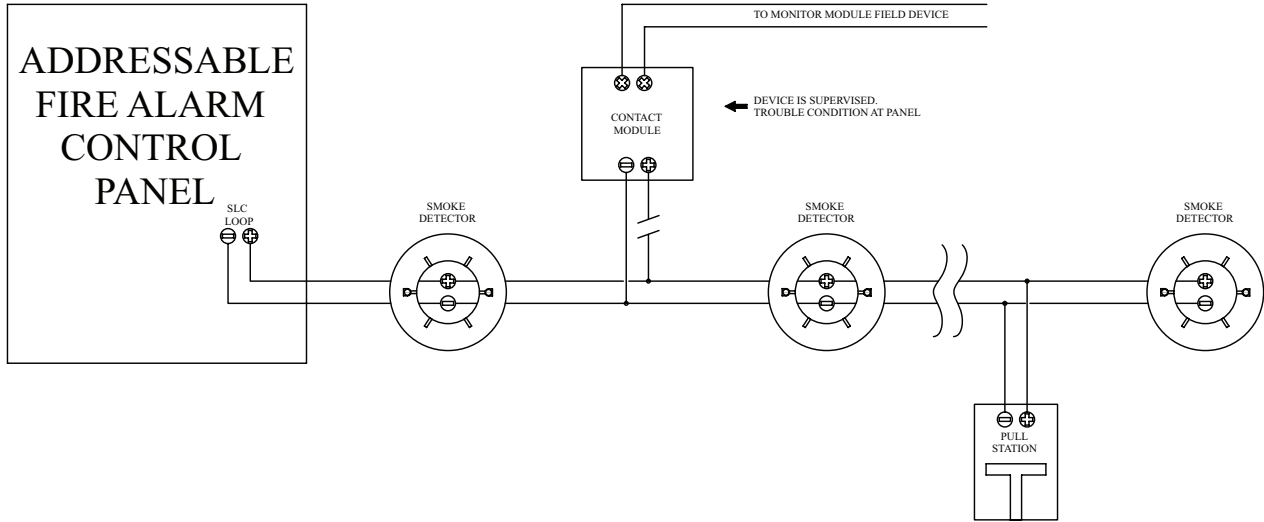 ADDRESSABLE
FIRE ALARM
CONTROL
PANEL
SLC
LOOP
SMOKE
DETECTOR
TO MONITOR MODULE FIELD DEVICE
CONTACT
MODULE
DEVICE IS SUPERVISED.
TROUBLE CONDITION AT PANEL
SMOKE
DETECTOR
SMOKE
DETECTOR
PULL
STATION